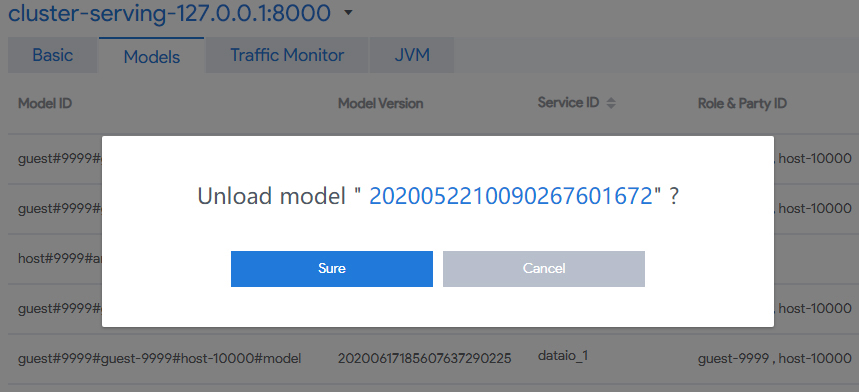 cluster-serving-127.0.0.1:8000
Basic Models Traffic Monitor JVM
Model ID Model Version Service ID Role & Party ID
guest#9999# , host-10000
Unload model " 2020052210090267601672" ?
guest#9999# , host-10000
host#9999#
Sure Cancel
guest#9999# , host-10000
guest#9999#guest-9999#host-10000#model 20200617185607637290225 dataio_1 guest-9999 , host-10000